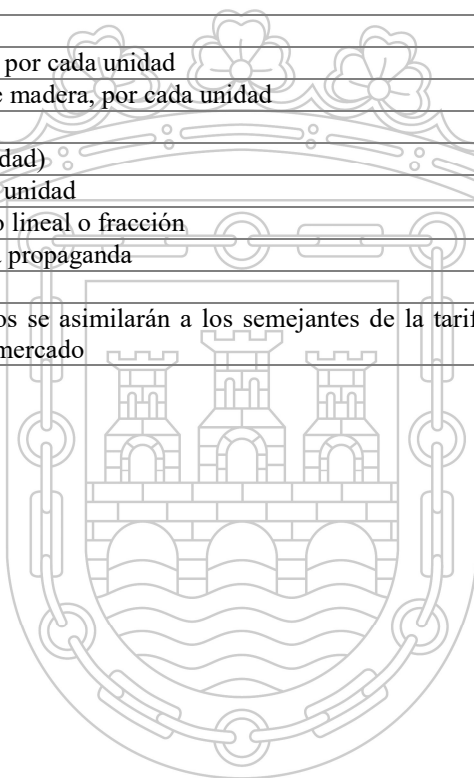 por cada unidad
madera, por cada unidad
dad)
unidad
lineal o fracción
propaganda
os se asimilarán a los semejantes de la tarif
mercado